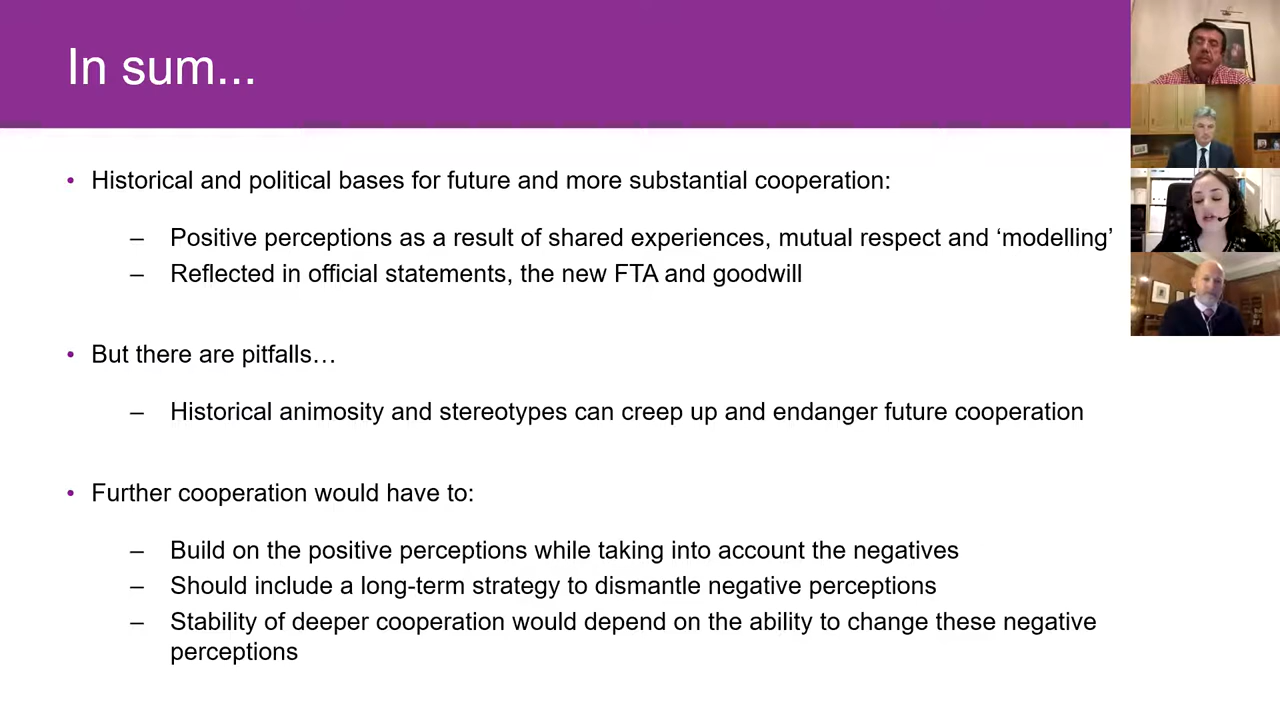 In sum...
• Historical and political bases for future and more substantial cooperation:
– Positive perceptions as a result of shared experiences, mutual respect and ‘modelling’
– Reflected in official statements, the new FTA and goodwill
• But there are pitfalls…
– Historical animosity and stereotypes can creep up and endanger future cooperation
• Further cooperation would have to:
– Build on the positive perceptions while taking into account the negatives
– Should include a long-term strategy to dismantle negative perceptions
– Stability of deeper cooperation would depend on the ability to change these negative
perceptions